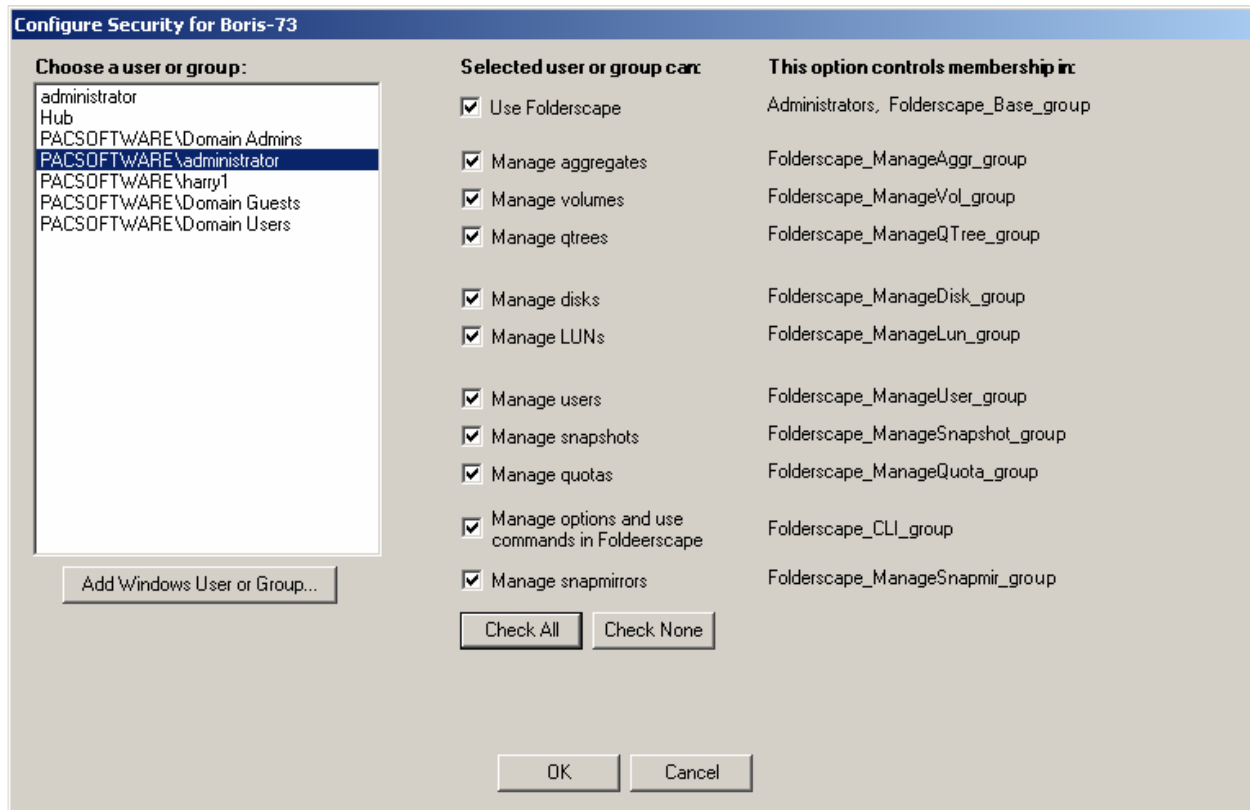 Configure Security for Boris-73
Choose a user or group:
administrator
Hub
PACSOFTWARE\Domain Admins
PACSOFTWARE\administrator
PACSOFTWARE\harry1
PACSOFTWARE\Domain Guests
PACSOFTWARE\Domain Users
Add Windows User or Group...
Selected user or group can: This option controls membership in:
Use Folderscape Administrators, Folderscape_Base_group
Manage aggregates Folderscape_ManageAggr_group
Manage volumes Folderscape_ManageVol_group
Manage qtrees Folderscape_ManageQTree_group
Manage disks Folderscape_ManageDisk_group
Manage LUNs Folderscape_ManageLun_group
Manage users Folderscape_ManageUser_group
Manage snapshots Folderscape_ManageSnapshot_group
Manage quotas Folderscape_ManageQuota_group
Manage options and use
commands in Foldeerscape Folderscape_CLI_group
Manage snapmirrors Folderscape_ManageSnapmir_group
Check All Check None
OK Cancel